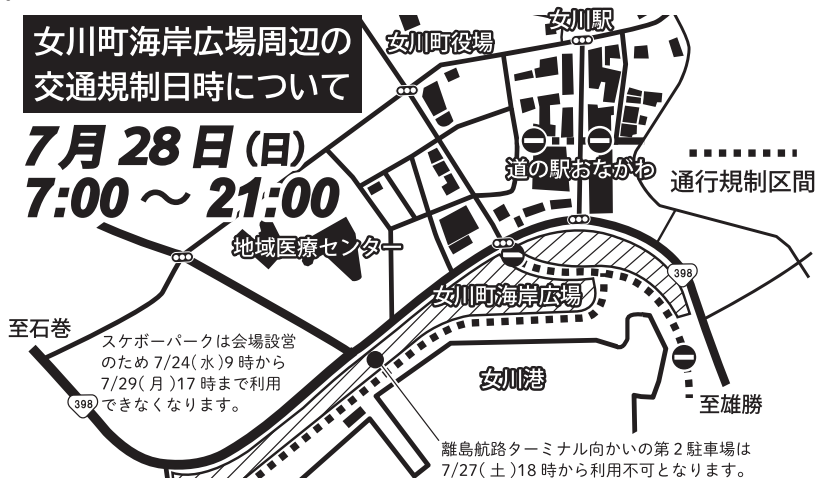 女川町海岸広場周辺の
交通規制日時について
7月28日（日）
7:00～21:00
女川駅
女川町役場
道の駅おながわ
通行規制区間
地域医療センター
398
女川町海岸広場
至石巻
スケボーパークは会場設営
のため7/24(水)9時から
7/29(月)17時まで利用
できなくなります。
398
女川港
至雄勝
離島航路ターミナル向かいの第2駐車場は
7/27(土)18時から利用不可となります。